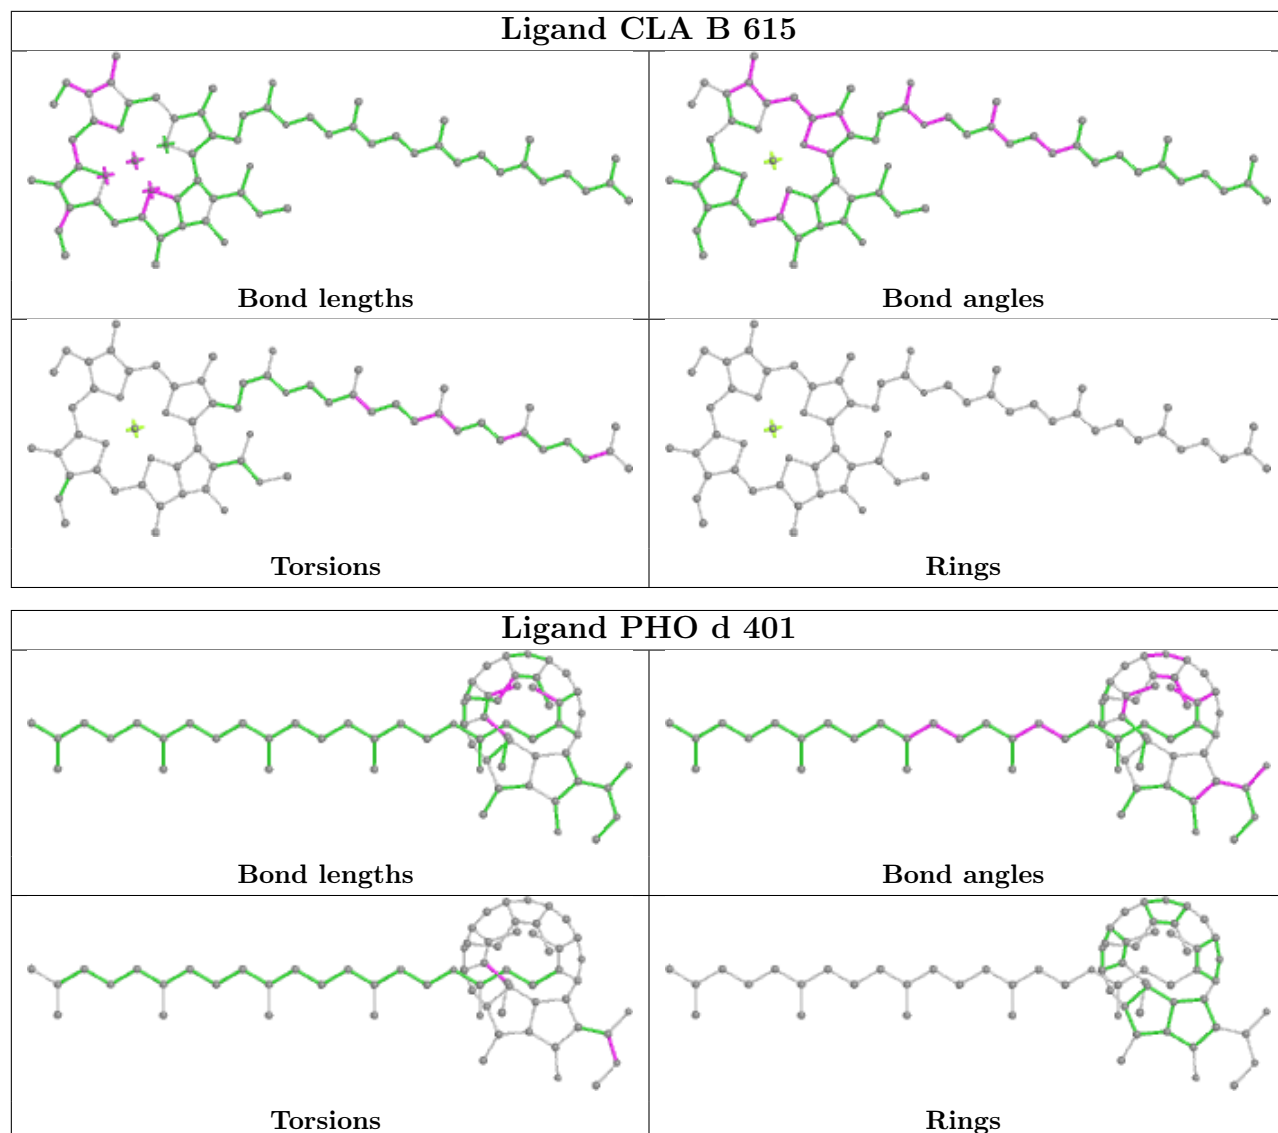 Ligand CLA B 615
Bond lengths
Bond angles
Torsions
Rings
Ligand PHO d 401
Bond lengths
Bond angles
Torsions
Rings